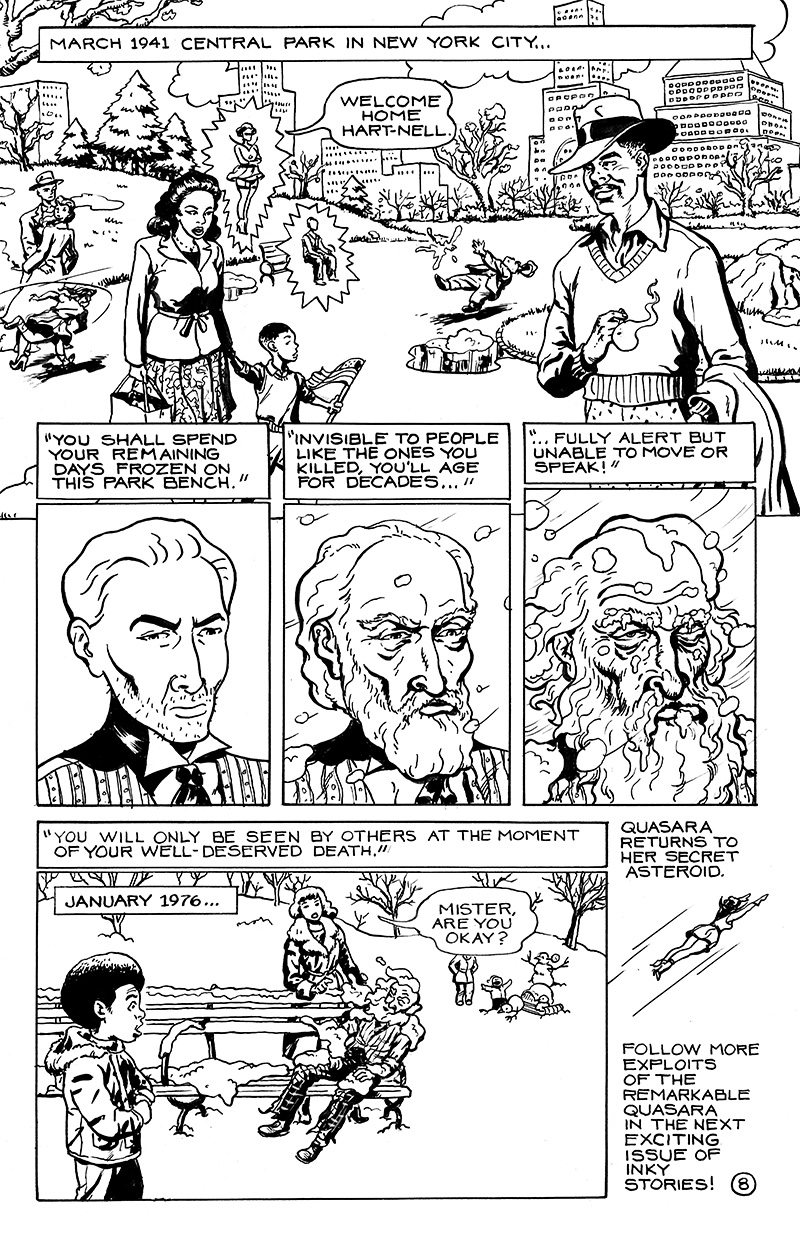 MARCH 1941 CENTRAL PARK IN NEW YORK CITY...
WELCOME
HOME
HART-NELL.
"YOU SHALL SPEND
YOUR REMAINING
DAYS FROZEN ON
THIS PARK BENCH."
"INVISIBLE TO PEOPLE
LIKE THE ONES YOU
KILLED, YOU'LL AGE
FOR DECADES... "
"... FULLY ALERT BUT
UNABLE TO MOVE OR
SPEAK!"
"YOU WILL ONLY BE SEEN BY OTHERS AT THE MOMENT
OF YOUR WELL-DESERVED DEATH."
JANUARY 1976...
MISTER,
ARE YOU
OKAY?
QUASARA
RETURNS TO
HER SECRET
ASTEROID.
FOLLOW MORE
EXPLOITS
OF THE
REMARKABLE
QUASARA
IN THE NEXT
EXCITING
ISSUE OF
INKY
STORIES!
8